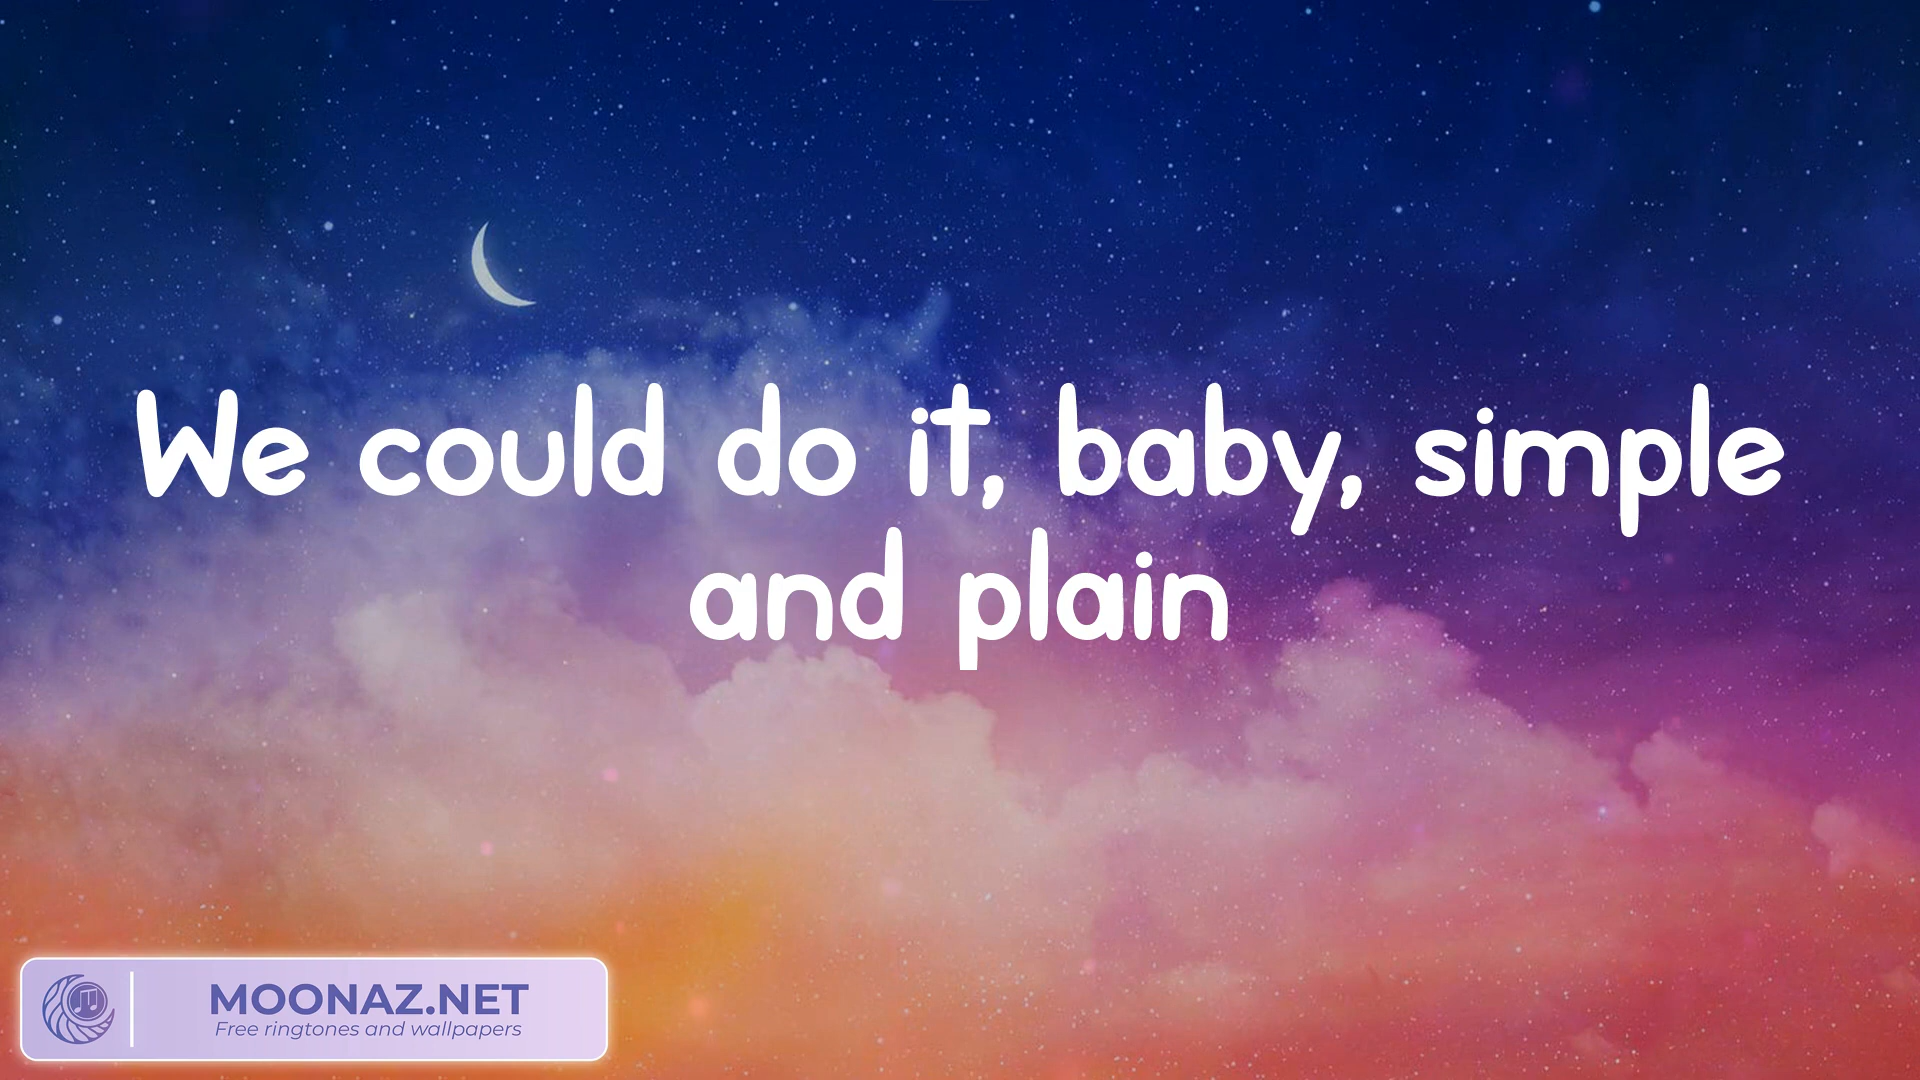 We could do it, baby, simple
and plain
MOONAZ.NET
Free ringtones and wallpapers